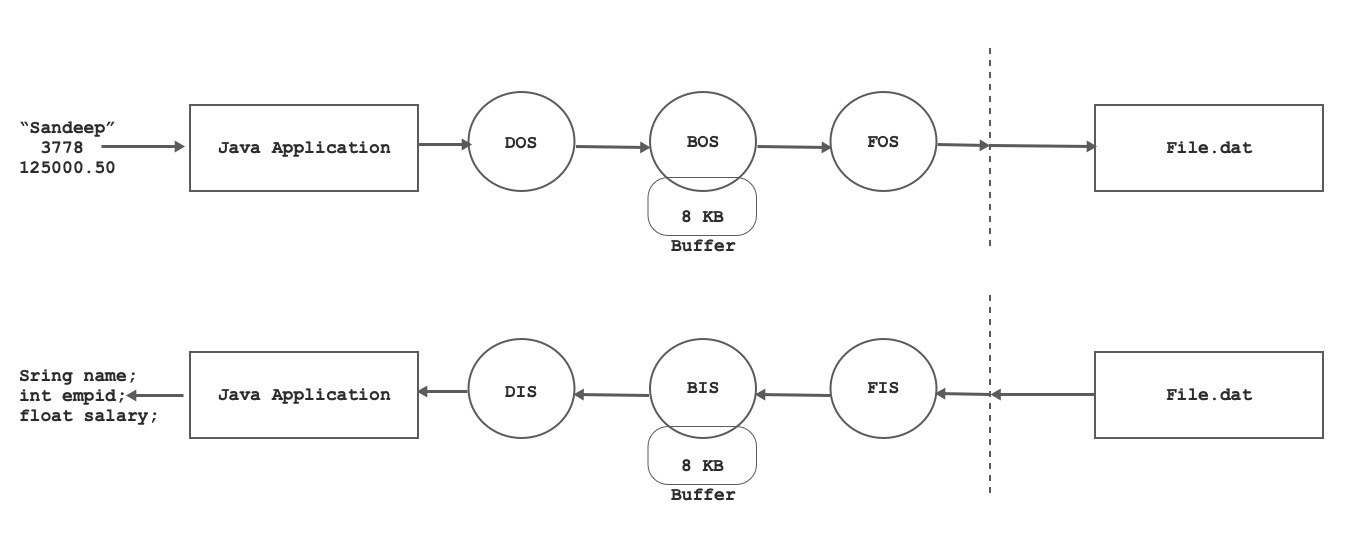 “Sandeep”
3778
125000.50
Java Application
DOS
BOS
FOS
File.dat
8 KB
Buffer
Sring name;
int empid;
float salary;
Java Application
DIS
BIS
FIS
File.dat
8 KB
Buffer